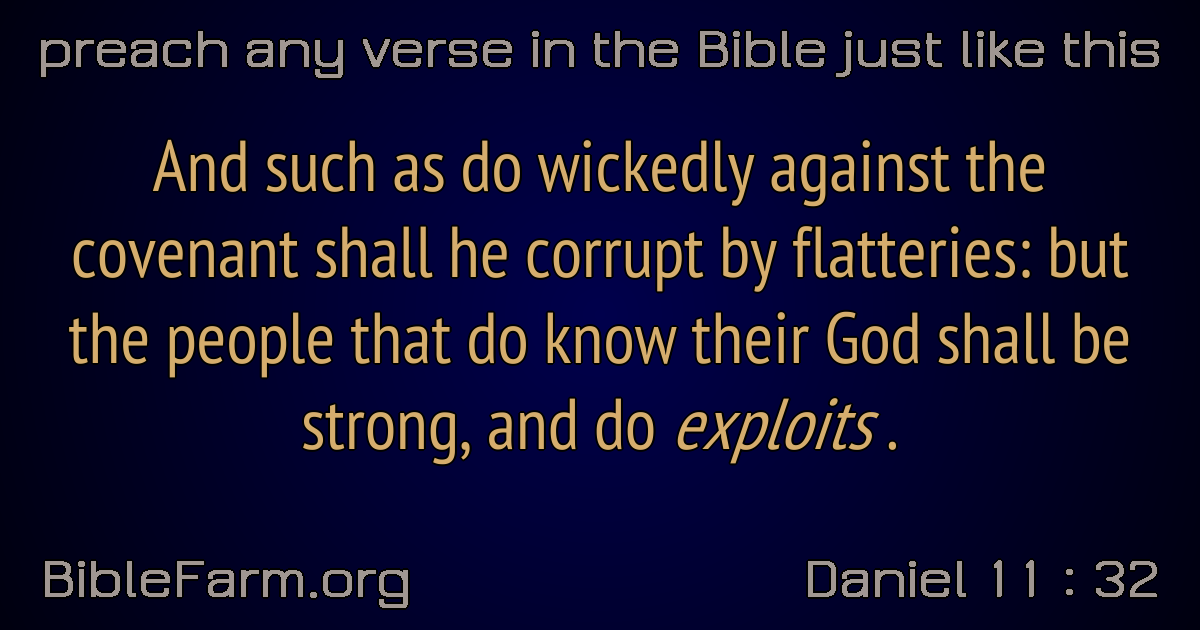 preach any verse in the Bible just like this
And such as do wickedly against the
covenant shall he corrupt by flatteries: but
the people that do know their God shall be
strong, and do exploits .
BibleFarm.org
Daniel 11 : 32